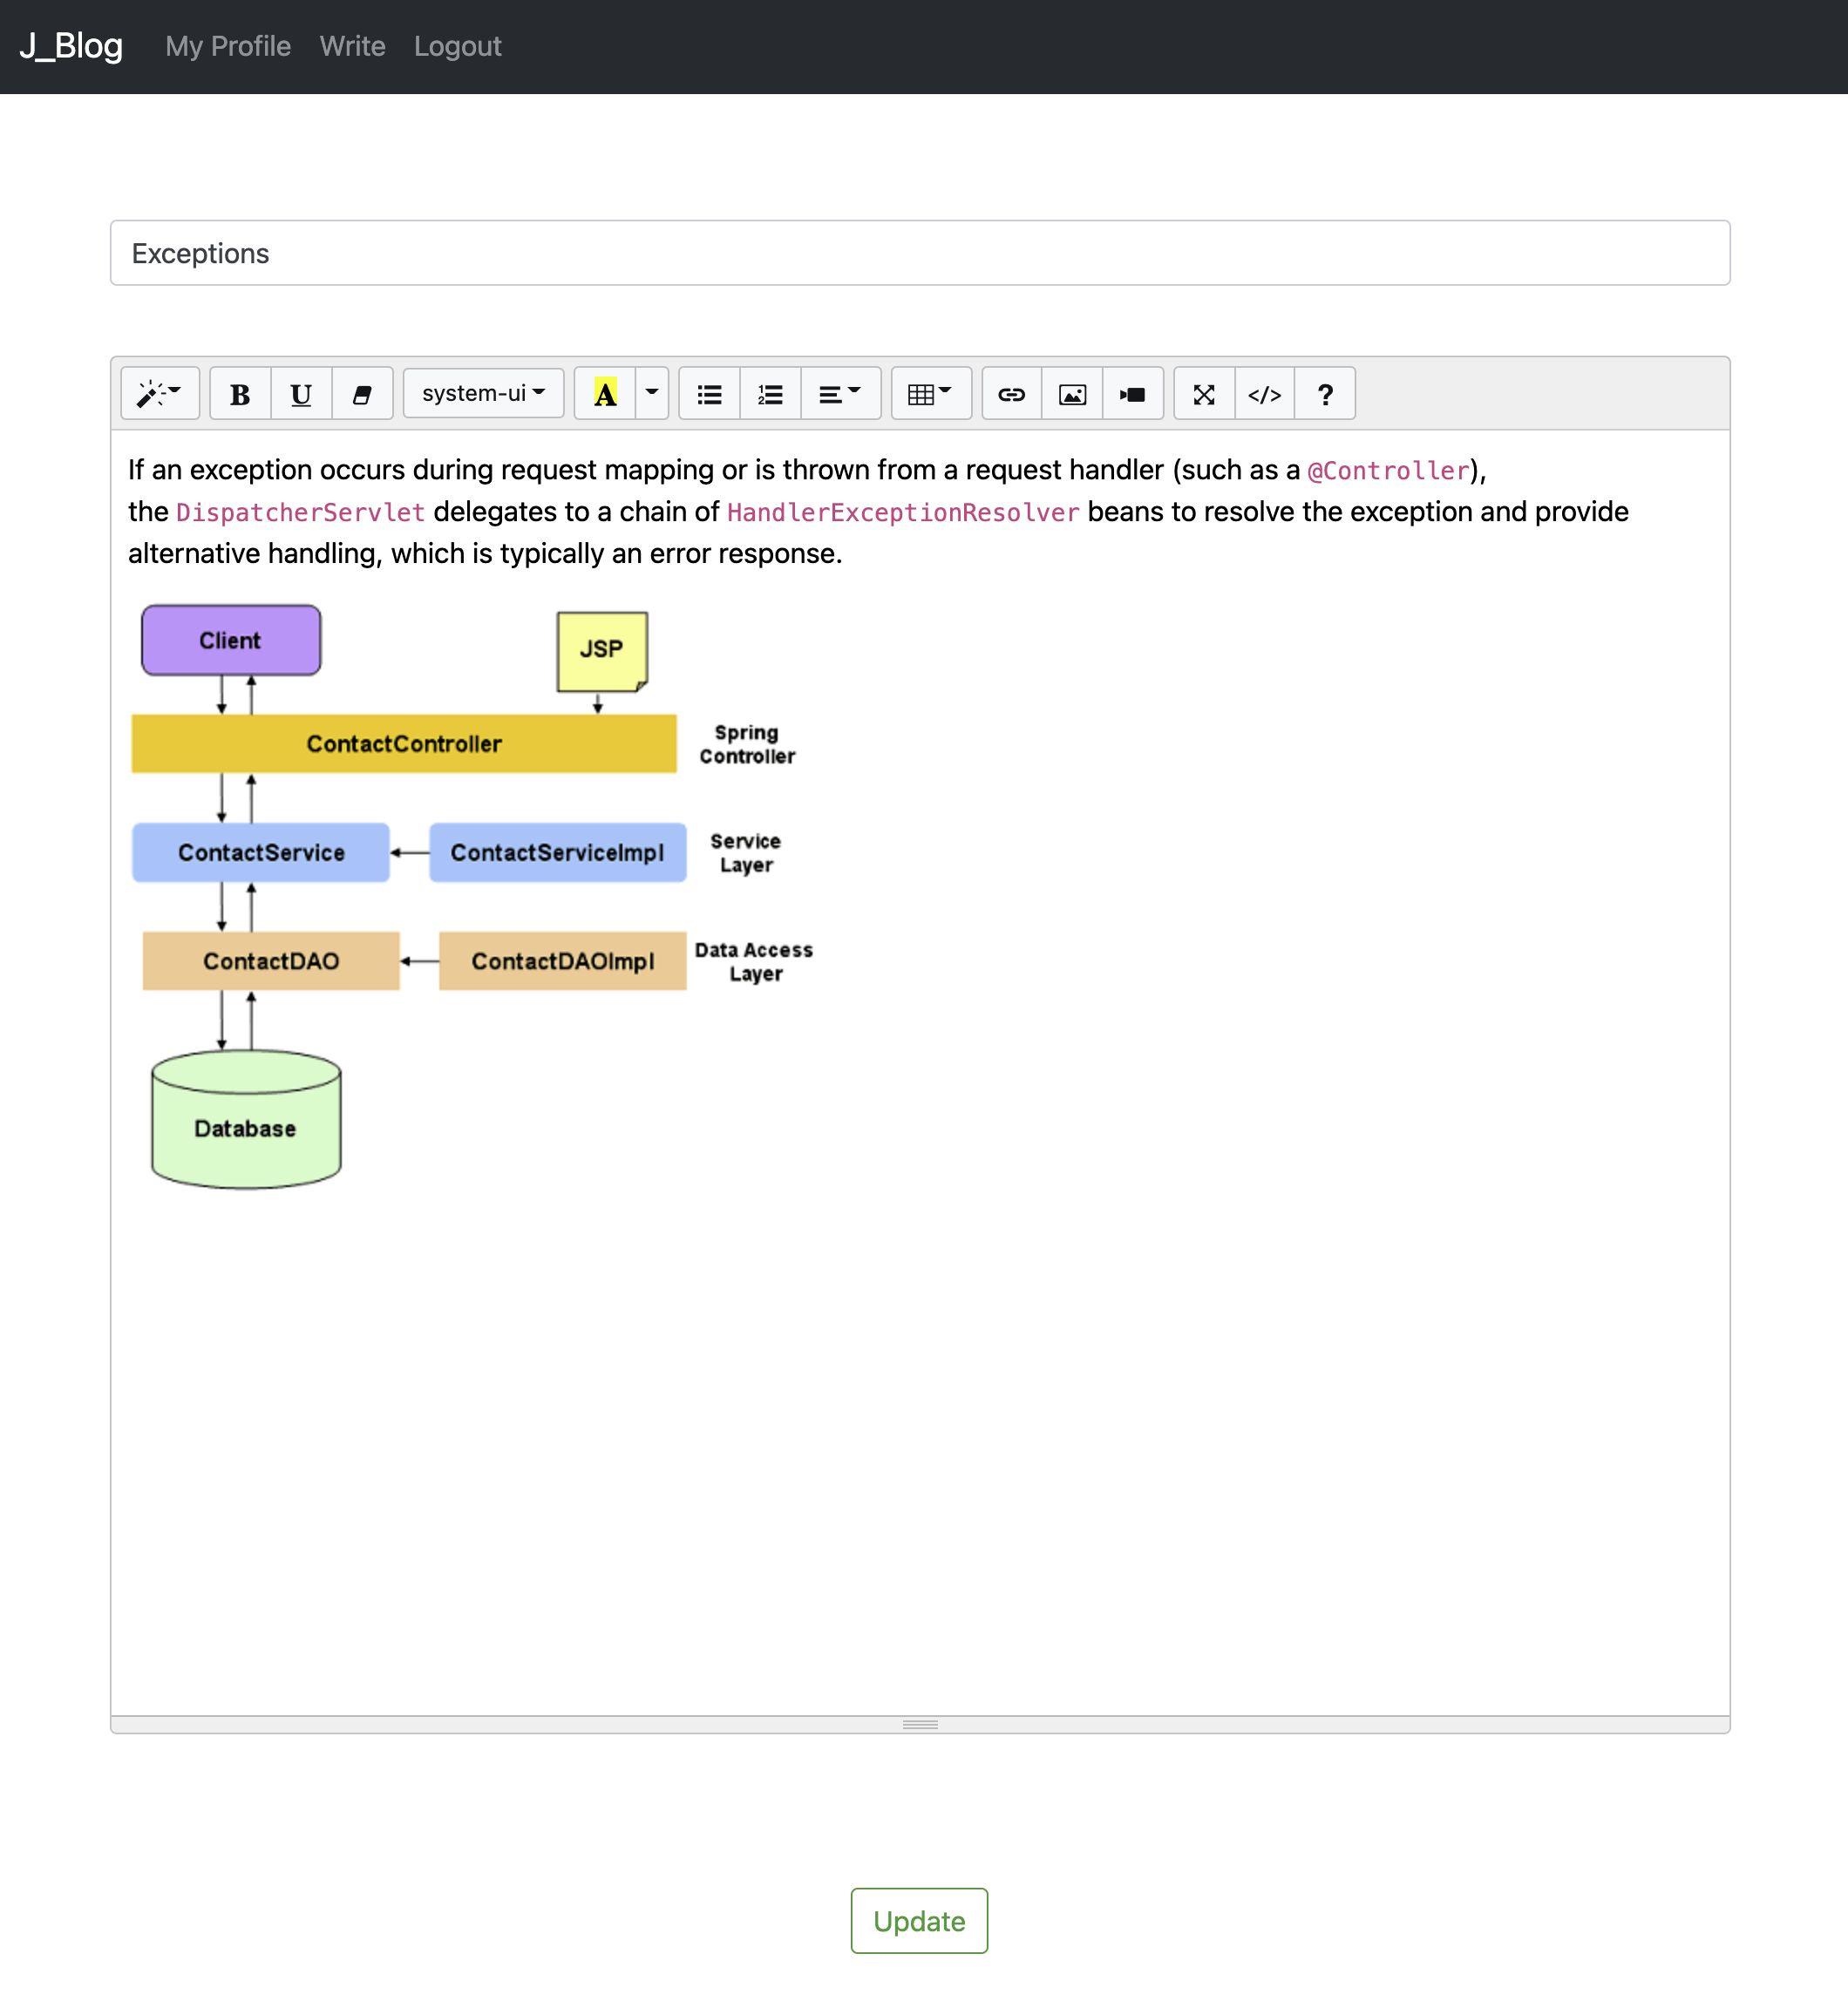 J_Blog My Profile Write Logout
Exceptions
B U system-ui A </> ?
If an exception occurs during request mapping or is thrown from a request handler (such as a @Controller),
the DispatcherServlet delegates to a chain of HandlerExceptionResolver beans to resolve the exception and provide
alternative handling, which is typically an error response.
Client
JSP
ContactController
Spring
Controller
ContactService
ContactServiceImpl
Service
Layer
ContactDAO
ContactDAOImpl
Data Access
Layer
Database
Update